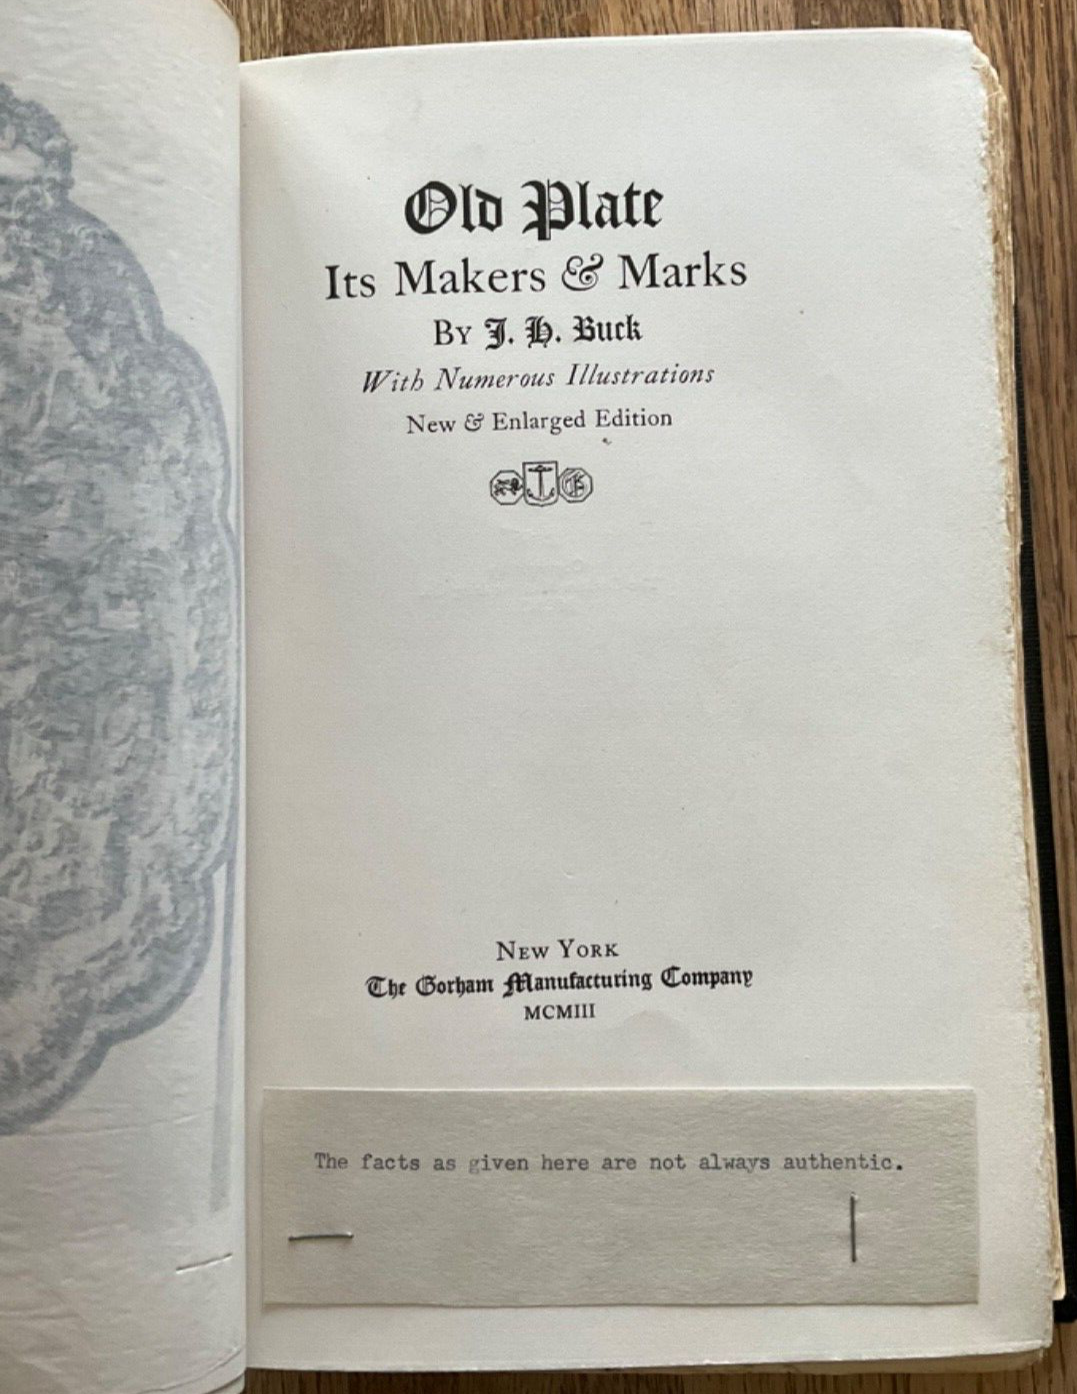 Old Plate
Its Makers & Marks
By J. H. Buck
With Numerous Illustrations
New & Enlarged Edition
New York
The Gorham Manufacturing Company
MCMIII
The facts as given here are not always authentic.